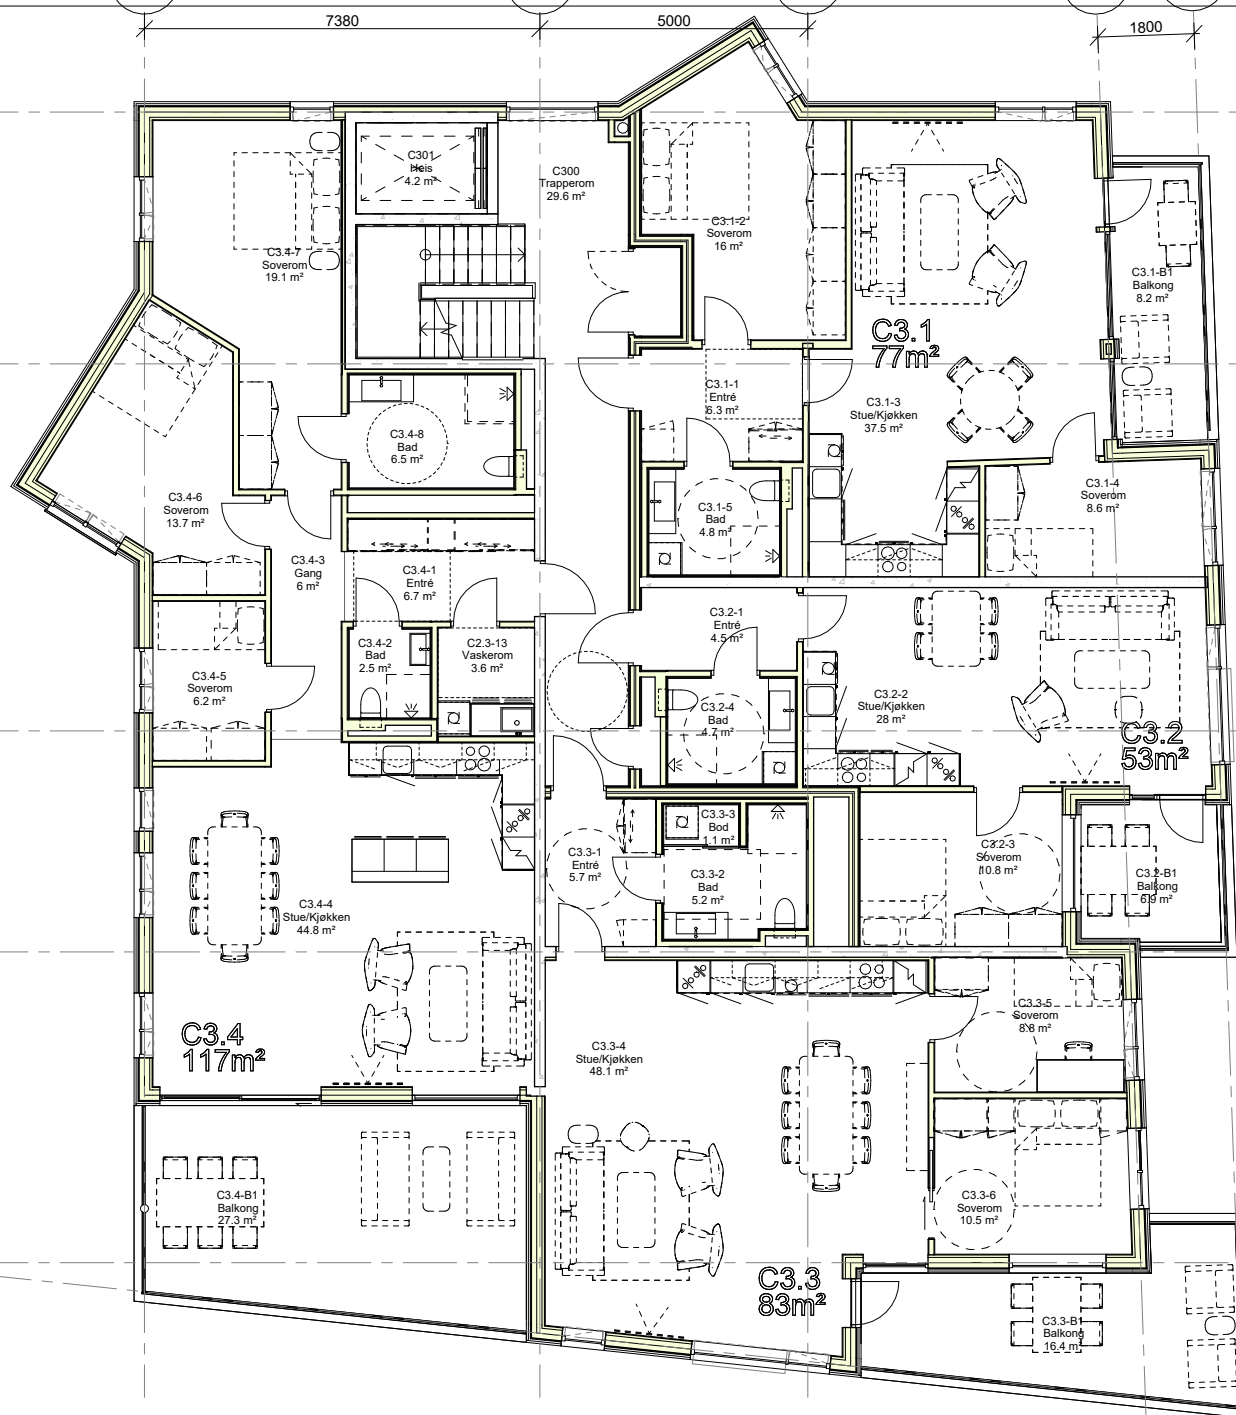 7380
5000
1800
C301
Heis
4.2 m²
C300
Trapperom
29.6 m²
C3.1-2
Soverom
16 m²
C3.4-7
Soverom
19.1 m²
C3.1-B1
Balkong
8.2 m²
C3.1
77m²
C3.1-1
Entré
6.3 m²
C3.1-3
Stue/Kjøkken
37.5 m²
C3.4-8
Bad
6.5 m²
C3.4-6
Soverom
13.7 m²
C3.1-4
Soverom
8.6 m²
C3.1-5
Bad
4.8 m²
C3.4-3
Gang
6 m²
C3.4-1
Entré
6.7 m²
C3.2-1
Entré
4.5 m²
C3.4-2
Bad
2.5 m²
C2.3-13
Vaskerom
3.6 m²
C3.4-5
Soverom
6.2 m²
C3.2-2
Stue/Kjøkken
28 m²
C3.2-4
Bad
4.7 m²
C3.2
53m²
C3.3-3
Bod
1.1 m²
C3.3-1
Entré
5.7 m²
C3.2-3
Soverom
10.8 m²
C3.3-2
Bad
5.2 m²
C3.2-B1
Balkong
6.9 m²
C3.4-4
Stue/Kjøkken
44.8 m²
C3.3-5
Soverom
8.8 m²
C3.4
117m²
C3.3-4
Stue/Kjøkken
48.1 m²
C3.4-B1
Balkong
27.3 m²
C3.3-6
Soverom
10.5 m²
C3.3
83m²
C3.3-B1
Balkong
16.4 m²